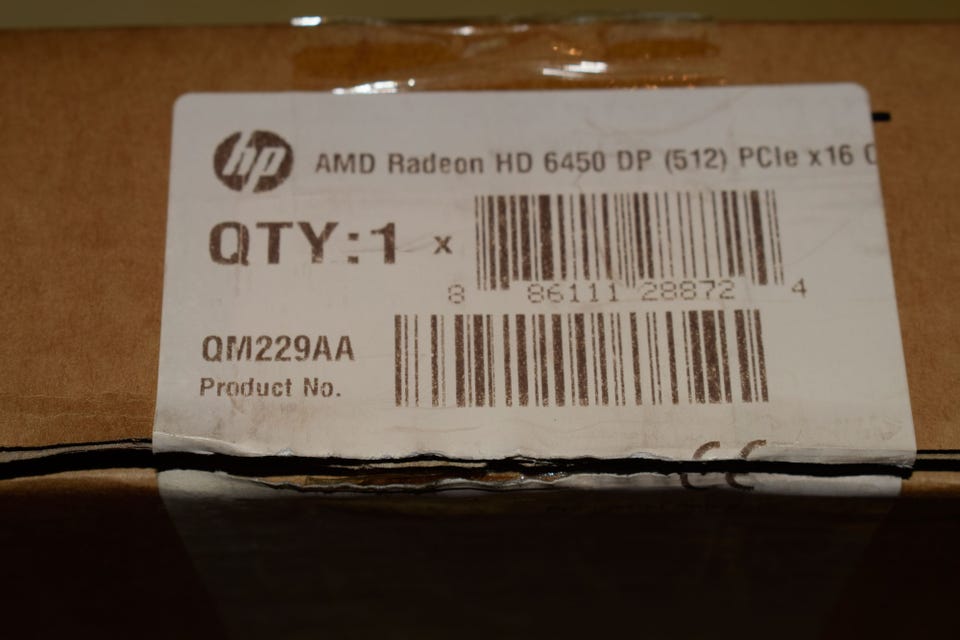 hp
AMD Radeon HD 6450 DP (512) PCIe x16
QTY:1 x
8 86111 28872 4
QM229AA
Product No.
CE